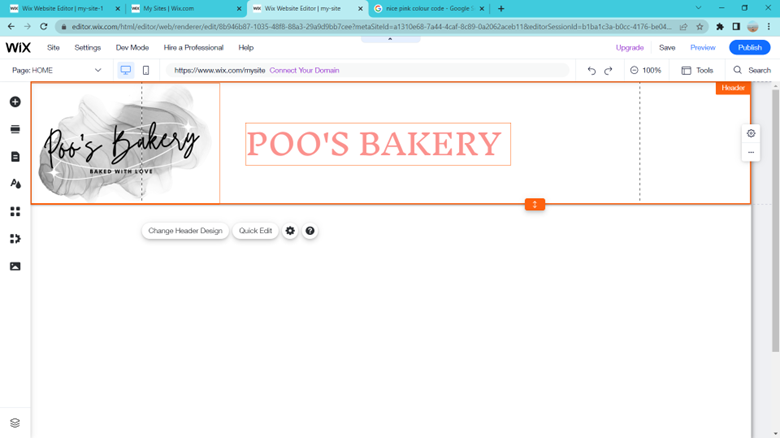 Wix Website Editor | my-site-1
My Sites | Wix.com
Wix Website Editor | my-site
nice pink colour code - Google S
editor.wix.com/html/editor/web/renderer/edit/8b946b87-1035-48f8-88a3-29a9d9bb7cee?metaSiteId=a1310e68-7a44-4caf-8c89-0a2062aceb11&editorSessionId=b1ba1c3a-b0cc-4176-be04...
WIX
Site
Settings
Dev Mode
Hire a Professional
Help
Upgrade
Save
Preview
Publish
Page: HOME
https://www.wix.com/mysite
Connect Your Domain
100%
Tools
Search
Header
Poo's Bakery
BAKED WITH LOVE
POO'S BAKERY
Change Header Design
Quick Edit